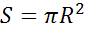 S = πR²